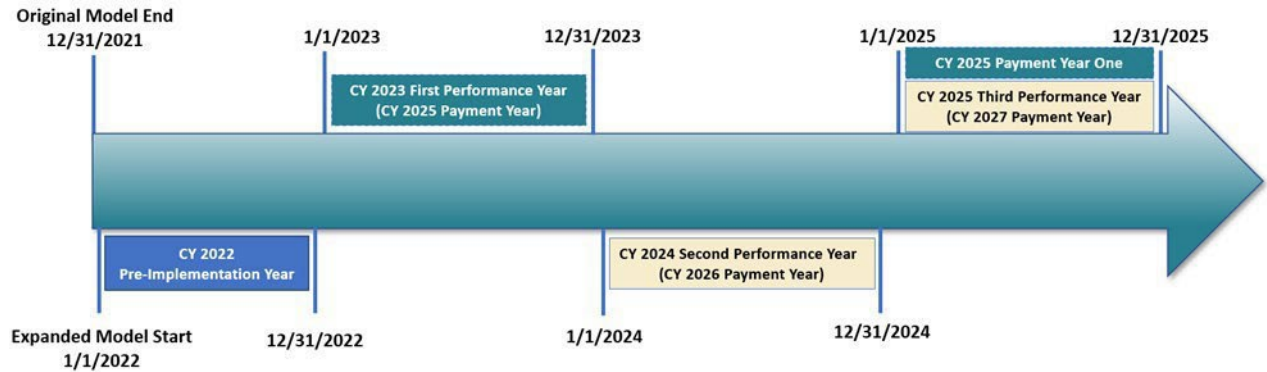 Original Model End
12/31/2021
1/1/2023
12/31/2023
1/1/2025
12/31/2025
CY 2023 First Performance Year
(CY 2025 Payment Year)
CY 2025 Payment Year One
CY 2025 Third Performance Year
(CY 2027 Payment Year)
CY 2022
Pre-Implementation Year
CY 2024 Second Performance Year
(CY 2026 Payment Year)
Expanded Model Start
1/1/2022
12/31/2022
1/1/2024
12/31/2024